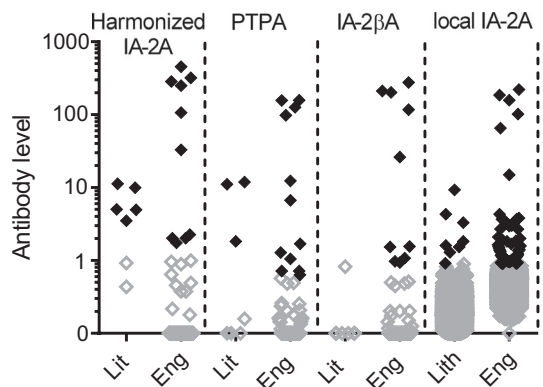 Harmonized PTPA IA-2βA local IA-2A
IA-2A
Antibody level
1000
100
10
1
0
Lit Eng Lit Eng Lit Eng Lith Eng